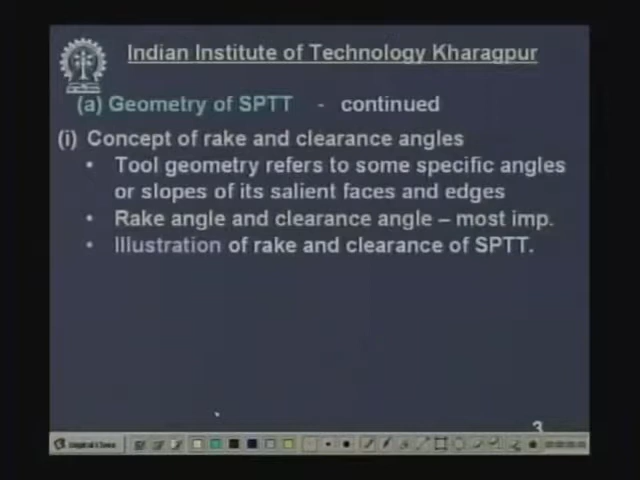 Indian Institute of Technology Kharagpur
(a) Geometry of SPTT - continued
(i) Concept of rake and clearance angles
• Tool geometry refers to some specific angles
or slopes of its salient faces and edges
• Rake angle and clearance angle – most imp.
• Illustration of rake and clearance of SPTT.
3